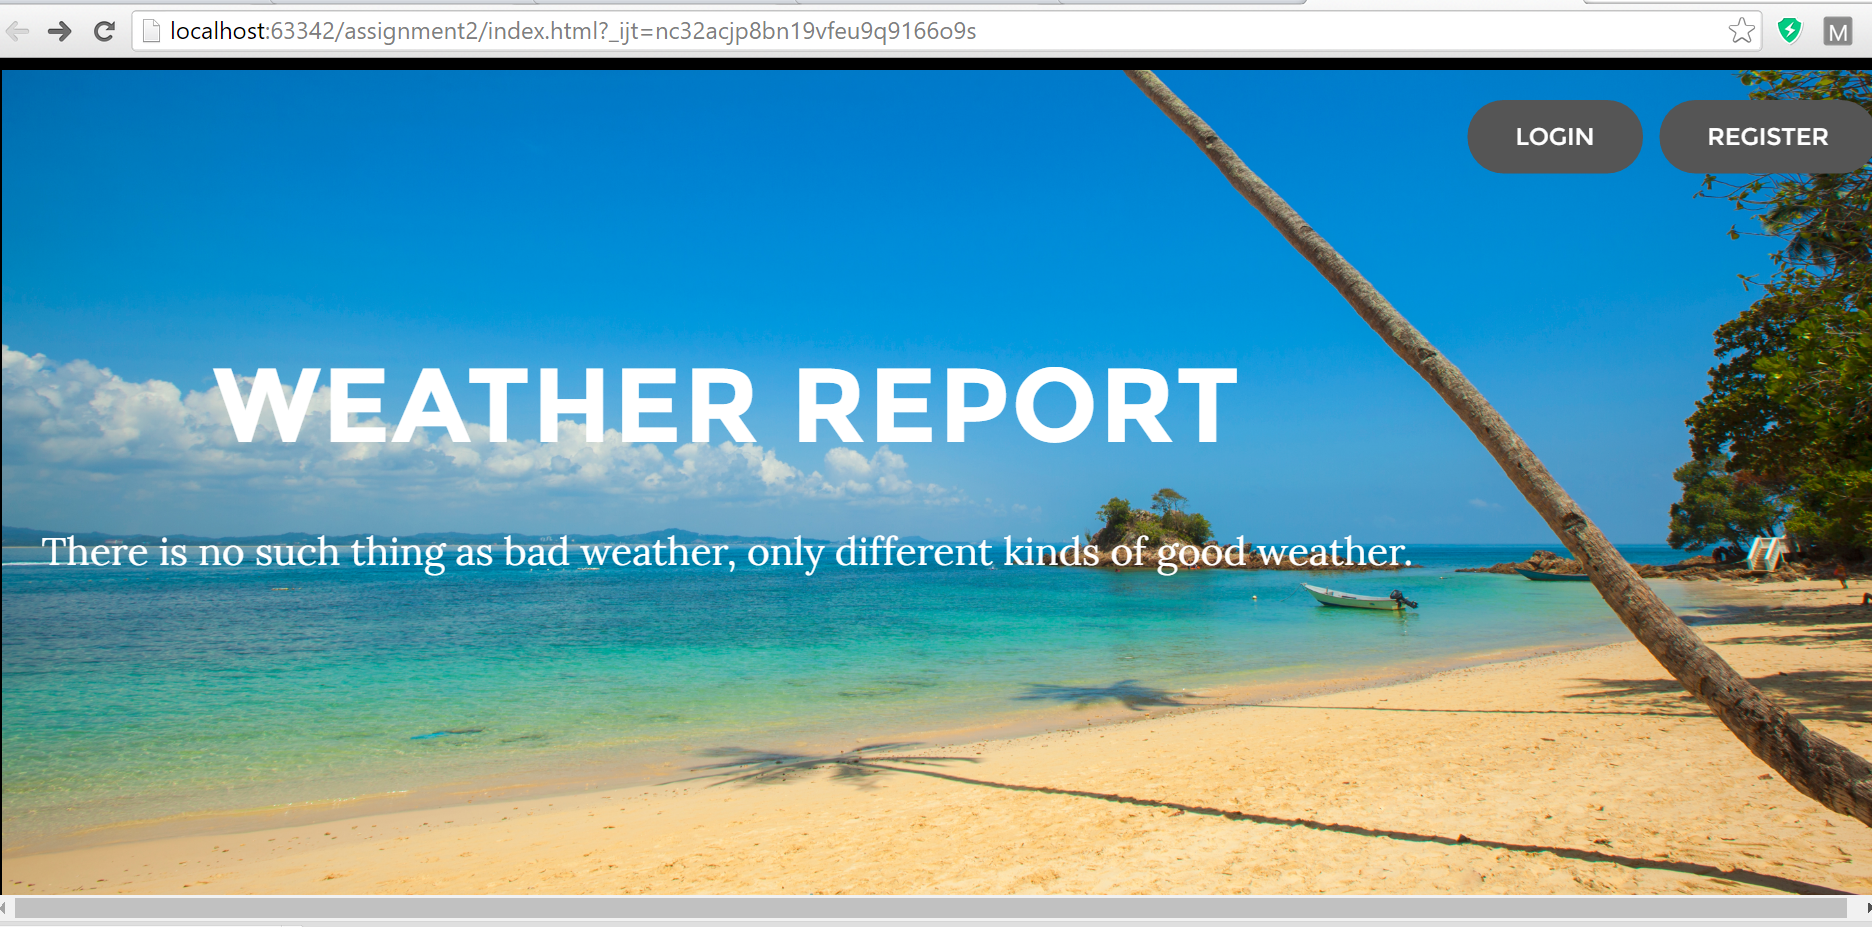 localhost:63342/assignment2/index.html?_ijt=nc32acjp8bn19vfeu9q9166o9s
M
LOGIN
REGISTER
WEATHER REPORT
There is no such thing as bad weather, only different kinds of good weather.